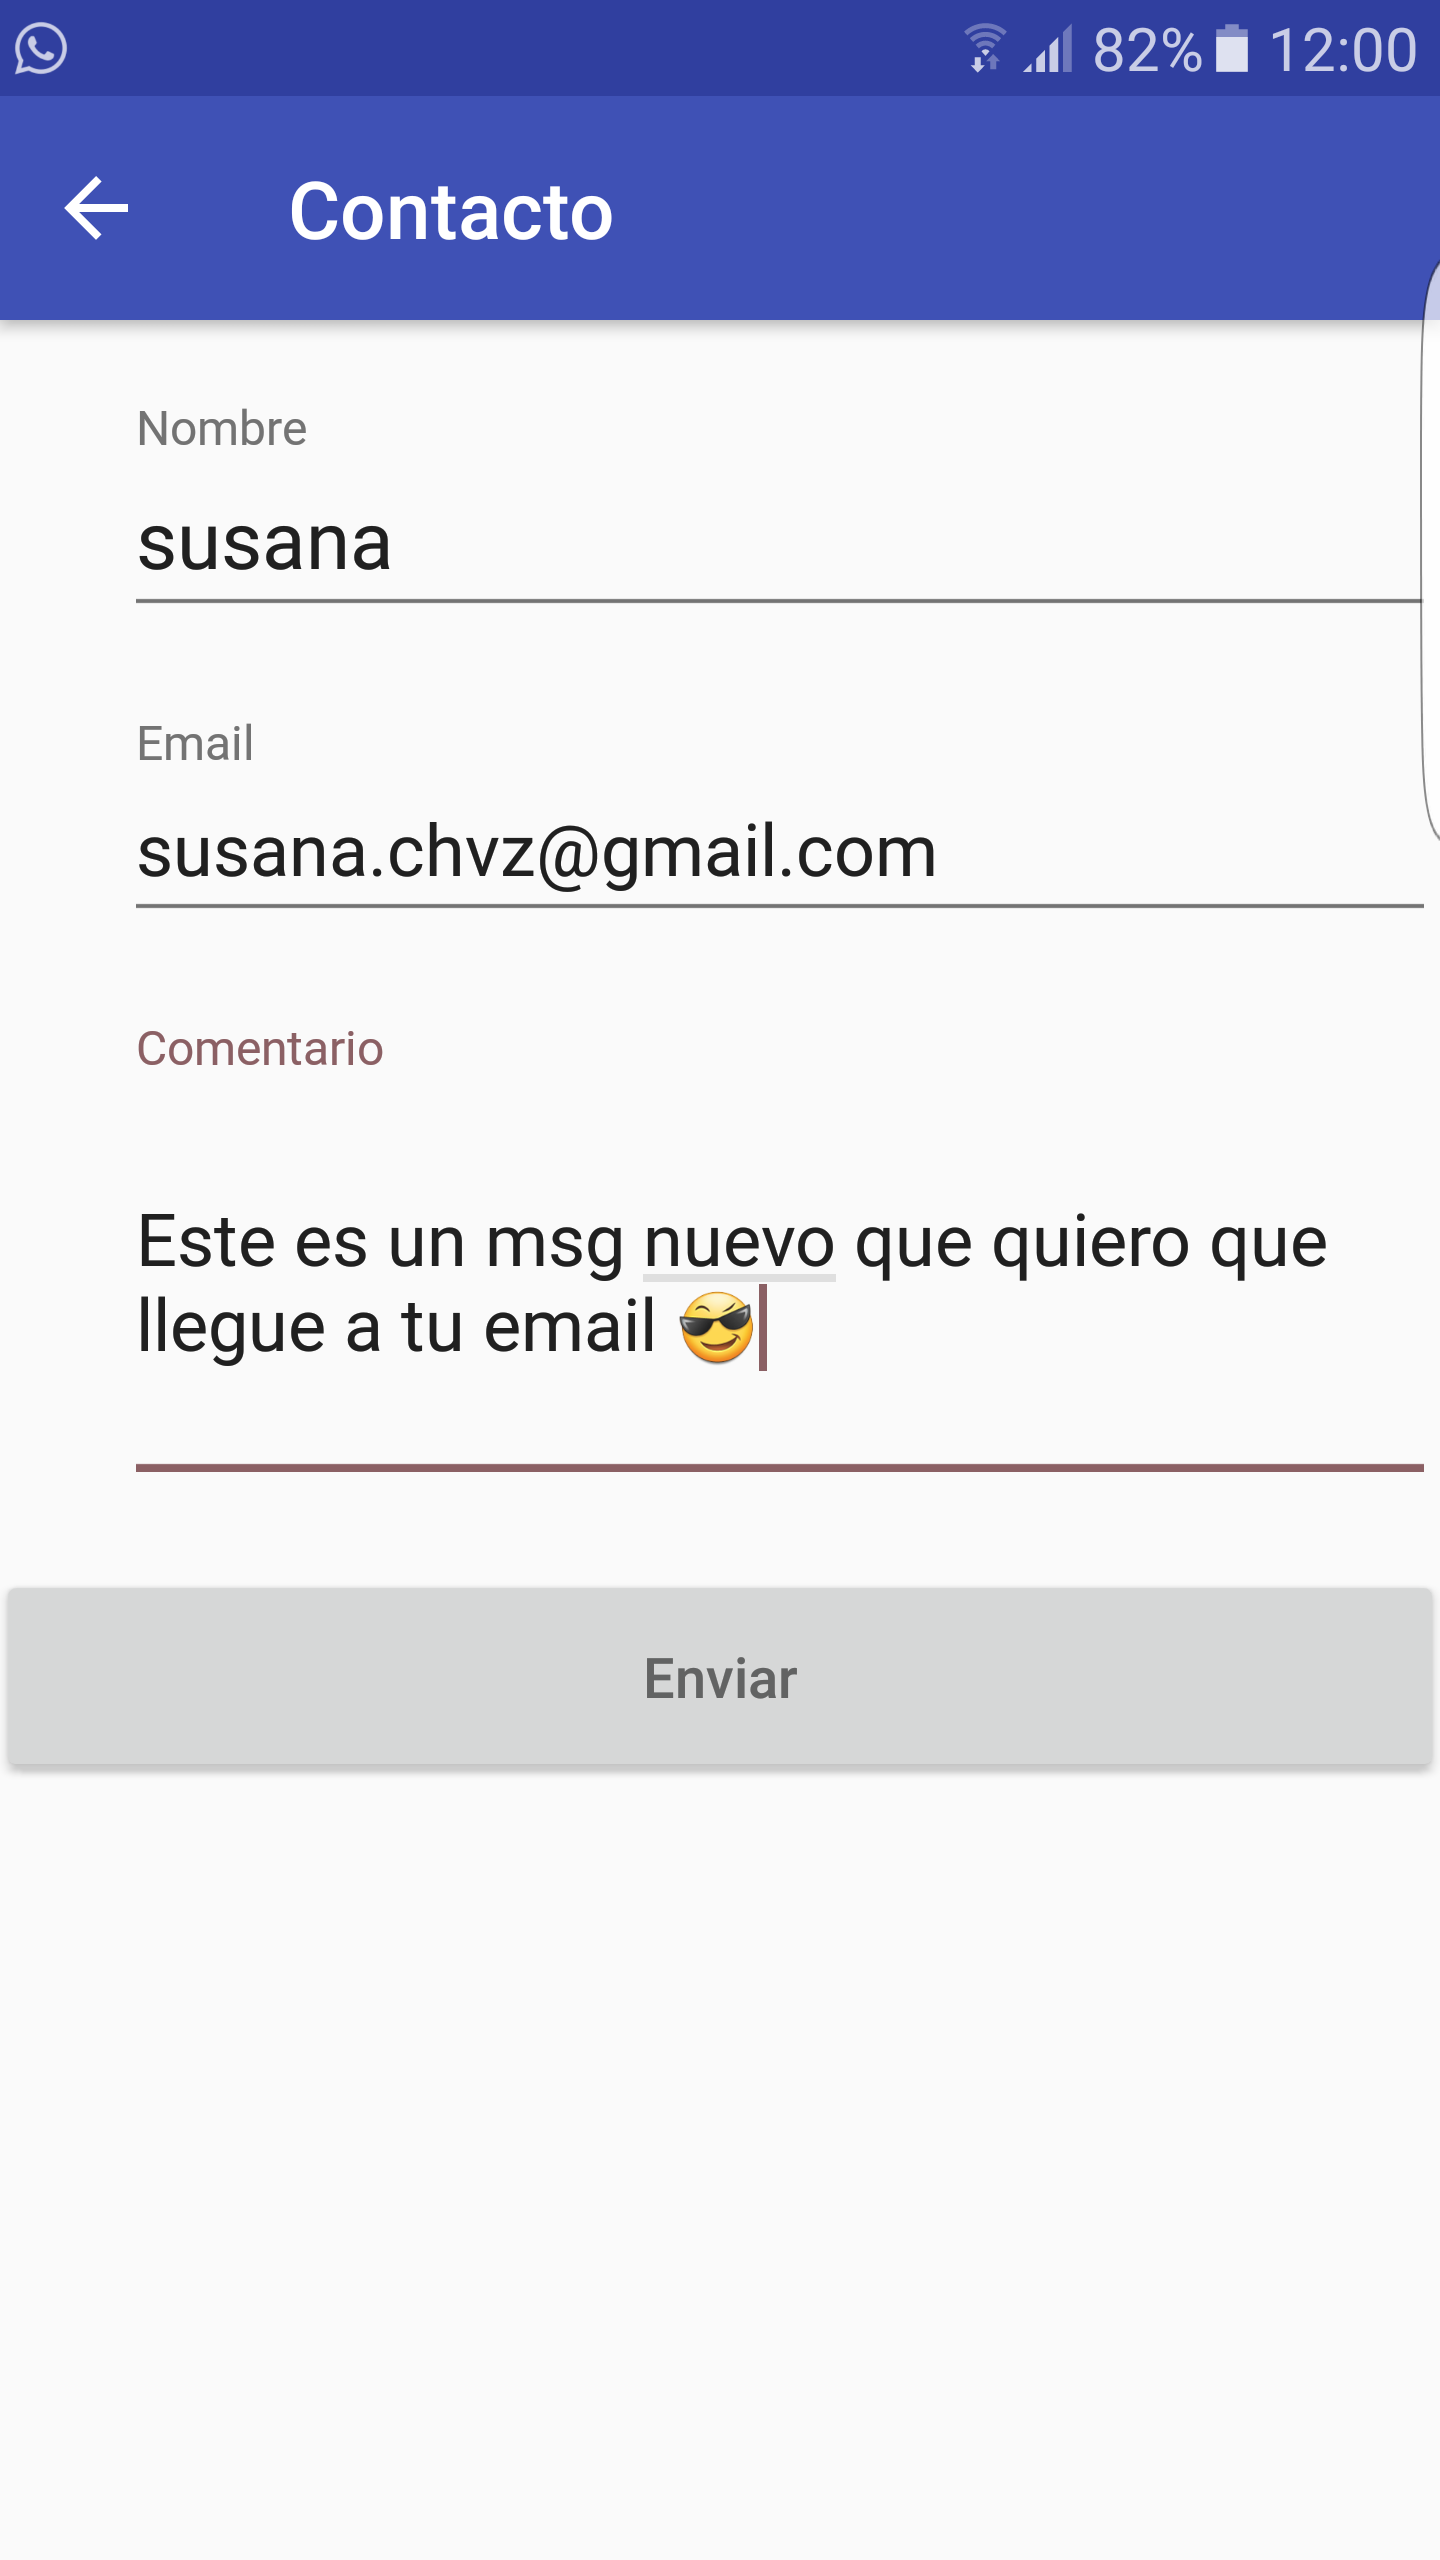 82% 12:00
Contacto
Nombre
susana
Email
susana.chvz@gmail.com
Comentario
Este es un msg nuevo que quiero que
llegue a tu email 😎
Enviar